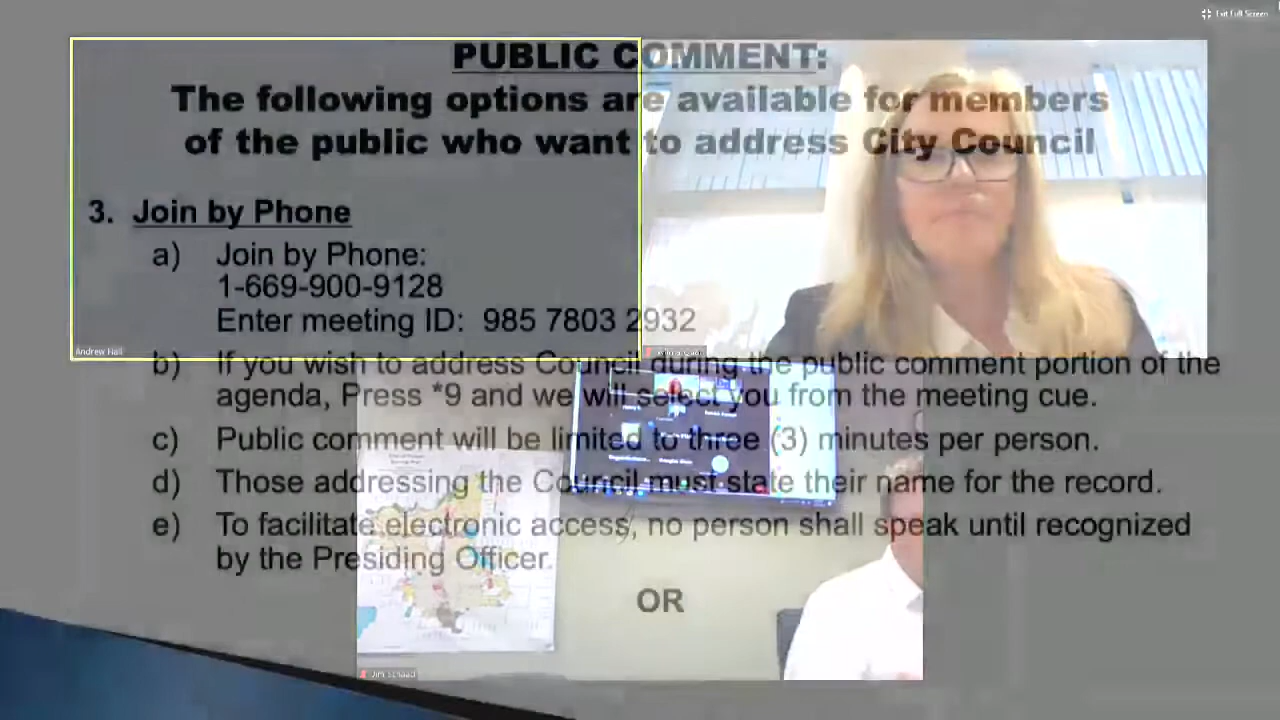 Exit Full Screen
PUBLIC COMMENT:
The following options are available for members
of the public who want to address City Council
3. Join by Phone
a) Join by Phone:
1-669-900-9128
Enter meeting ID: 985 7803 2932
Andrew Hall
b) If you wish to address Council during the public comment portion of the
agenda, Press *9 and we will select you from the meeting cue.
c) Public comment will be limited to three (3) minutes per person.
d) Those addressing the Council must state their name for the record.
e) To facilitate electronic access, no person shall speak until recognized
by the Presiding Officer.
OR
Jim Schaad